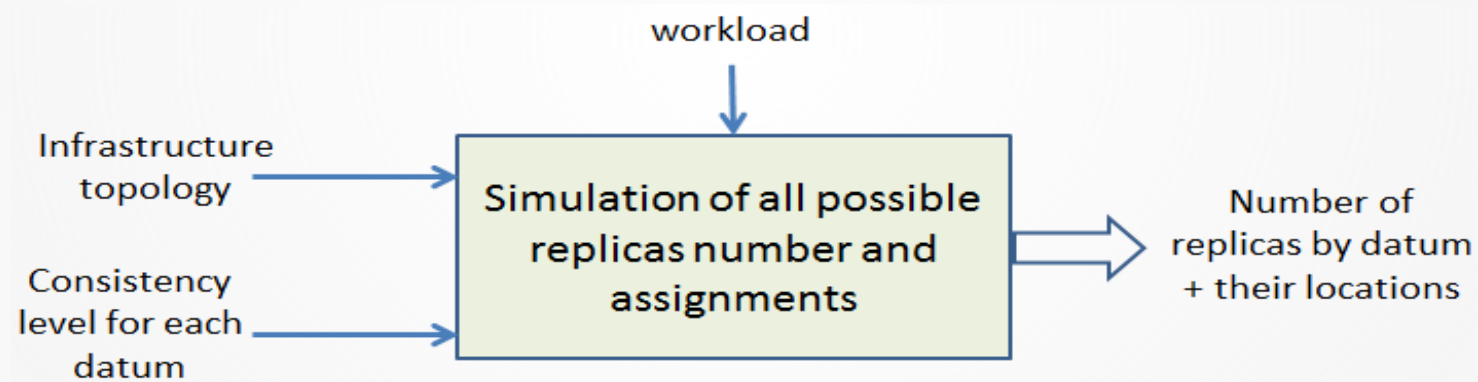 workload
Infrastructure
topology
Consistency
level for each
datum
Simulation of all possible
replicas number and
assignments
Number of
replicas by datum
+ their locations